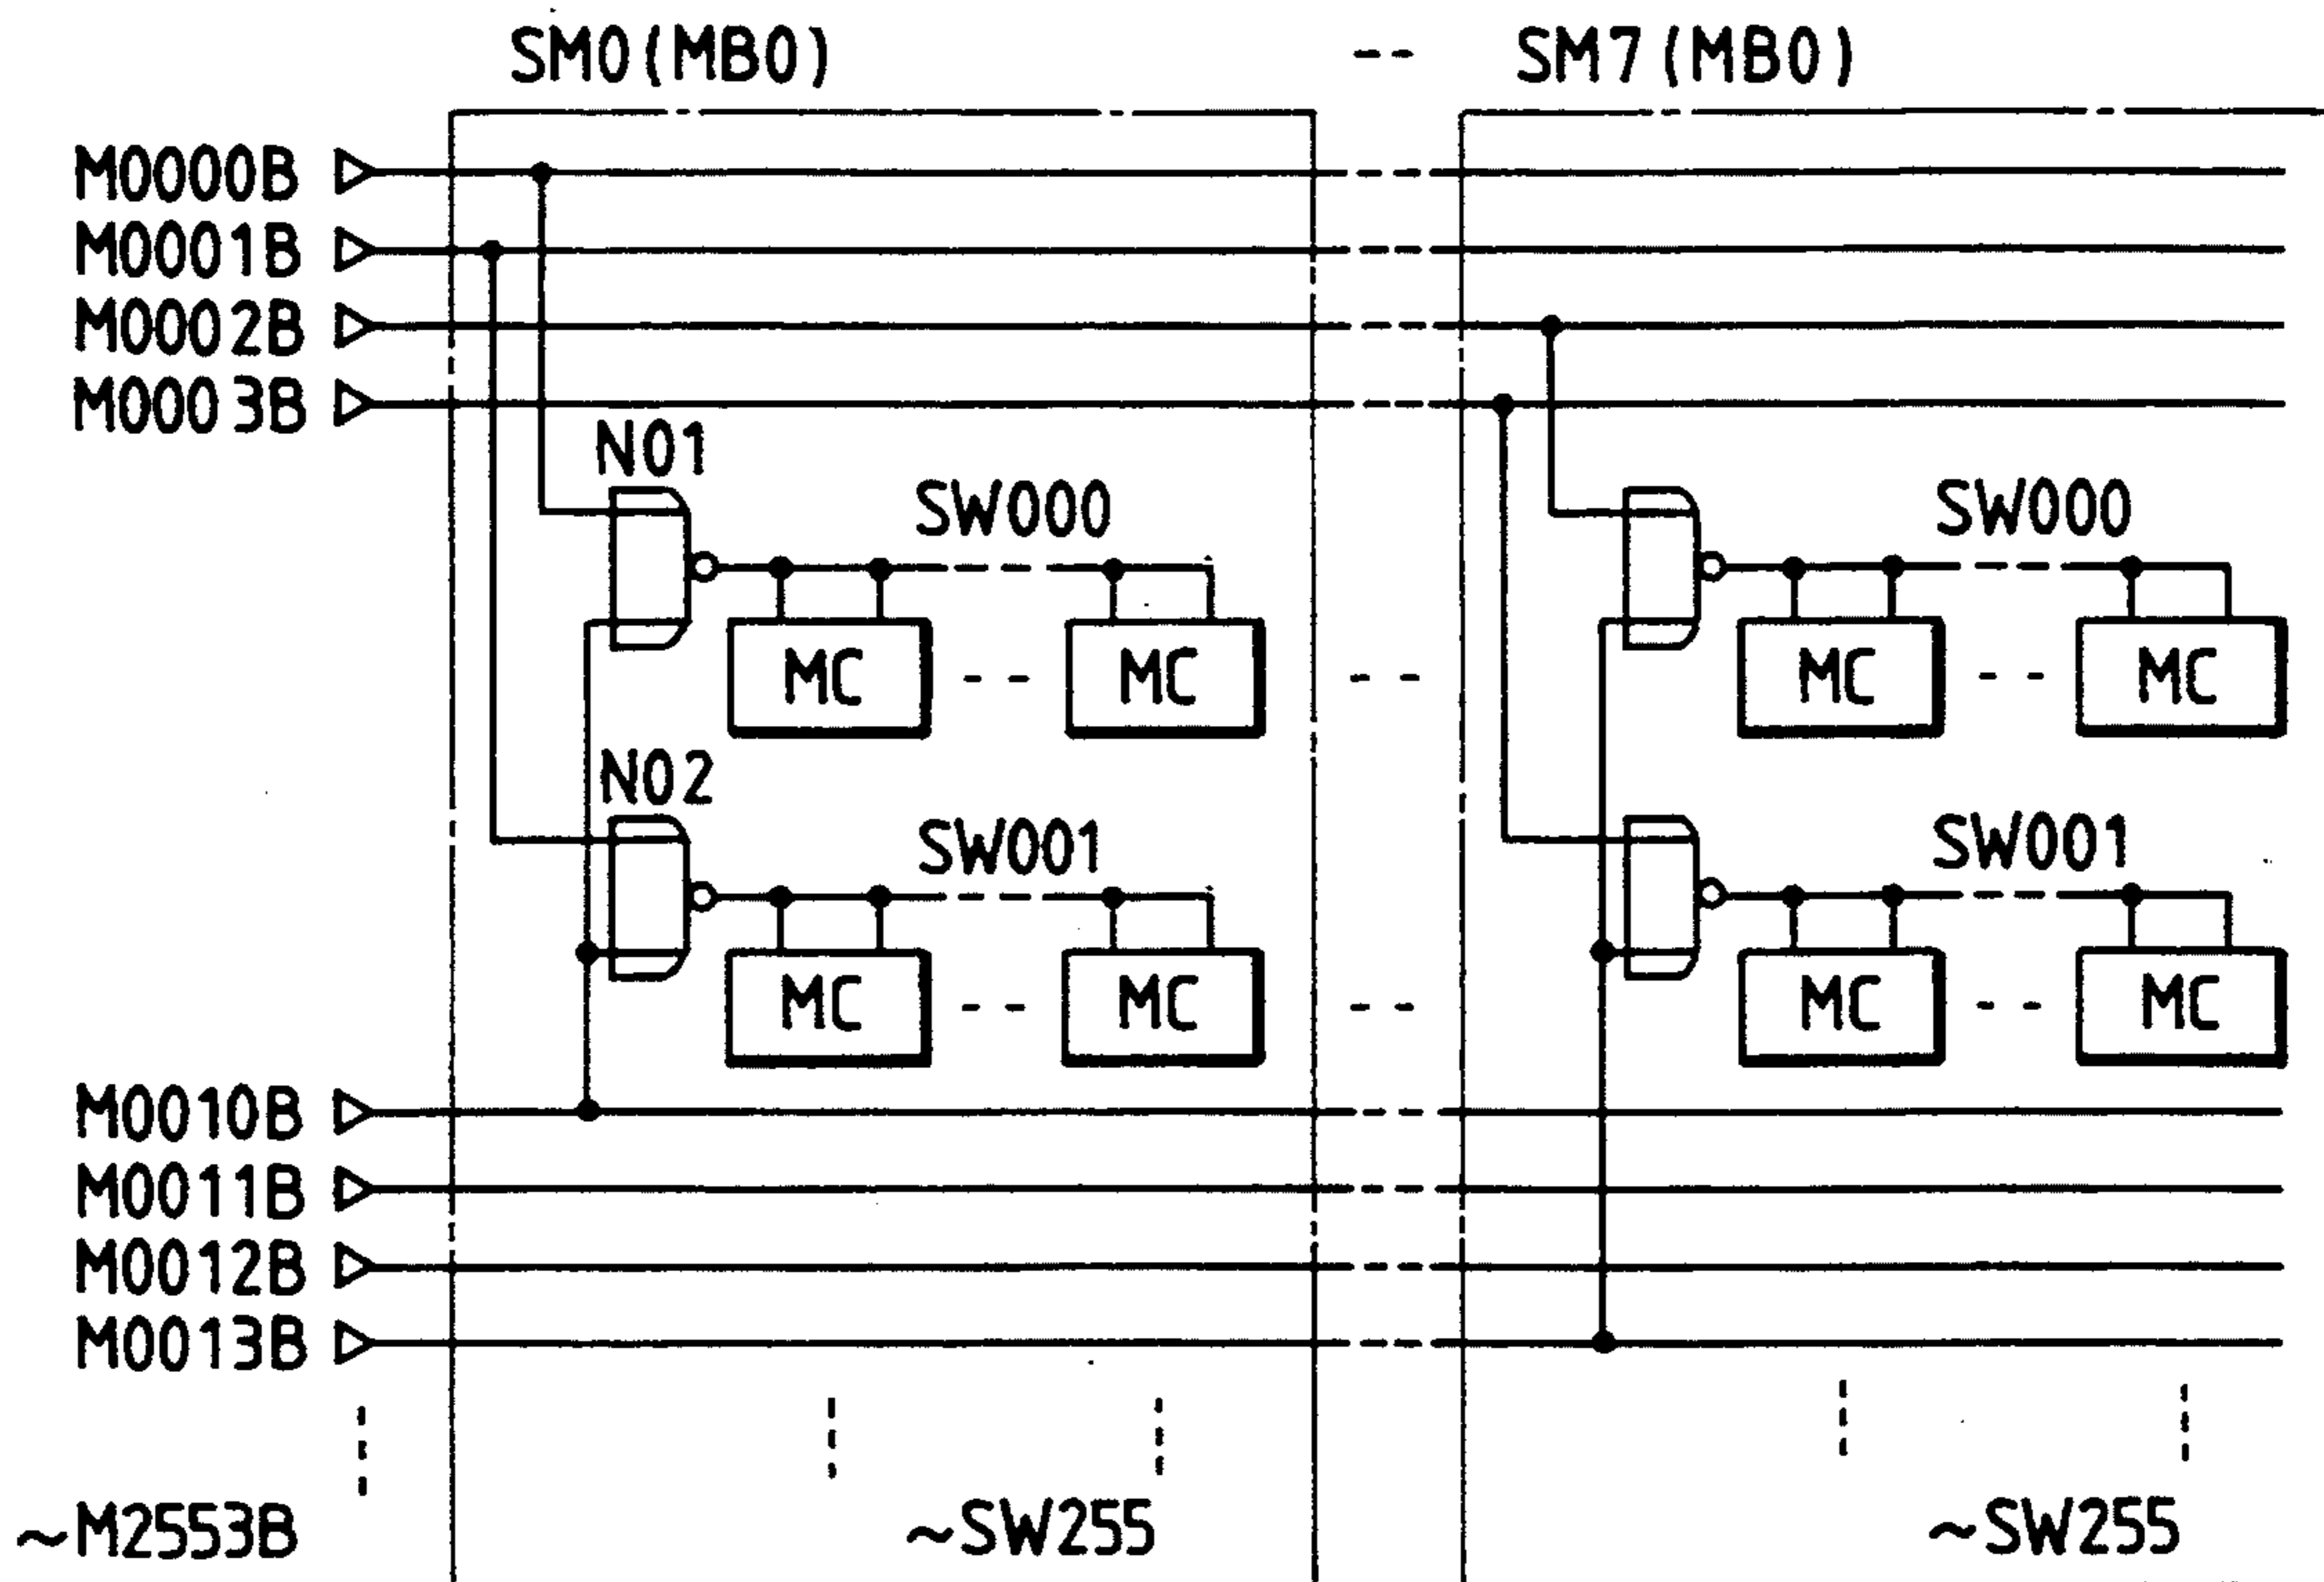 SM0(MB0) -- SM7(MB0)
M0000B
M0001B
M0002B
M0003B
N01
SW000 SW000
MC -- MC -- MC -- MC
N02
SW001 SW001
MC -- MC -- MC -- MC
M0010B
M0011B
M0012B
M0013B
~M2553B ~SW255 ~SW255